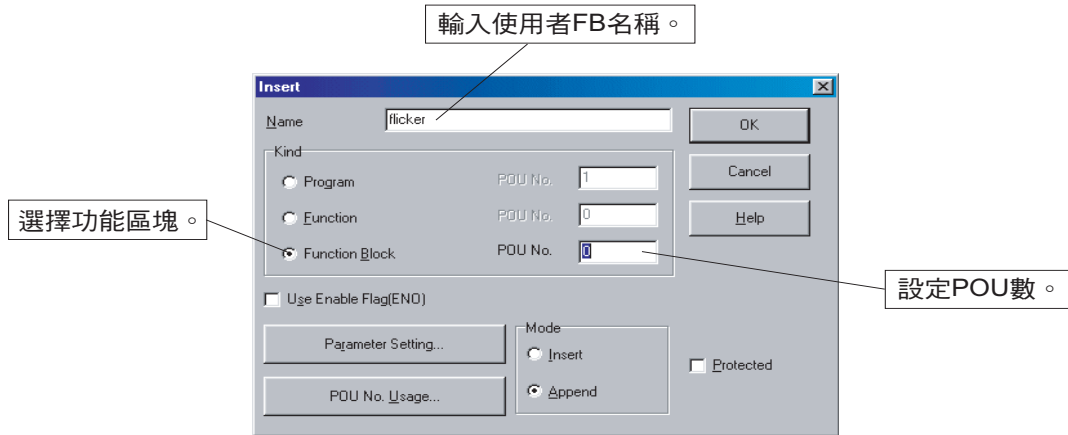 輸入使用者FB名稱。
Insert
Name flicker OK
Kind
Program POU No. 1 Cancel
Function POU No. 0 Help
選擇功能區塊。
Function Block POU No. 0
設定POU數。
Use Enable Flag(ENO)
Parameter Setting... Mode
Insert
Protected
POU No. Usage... Append